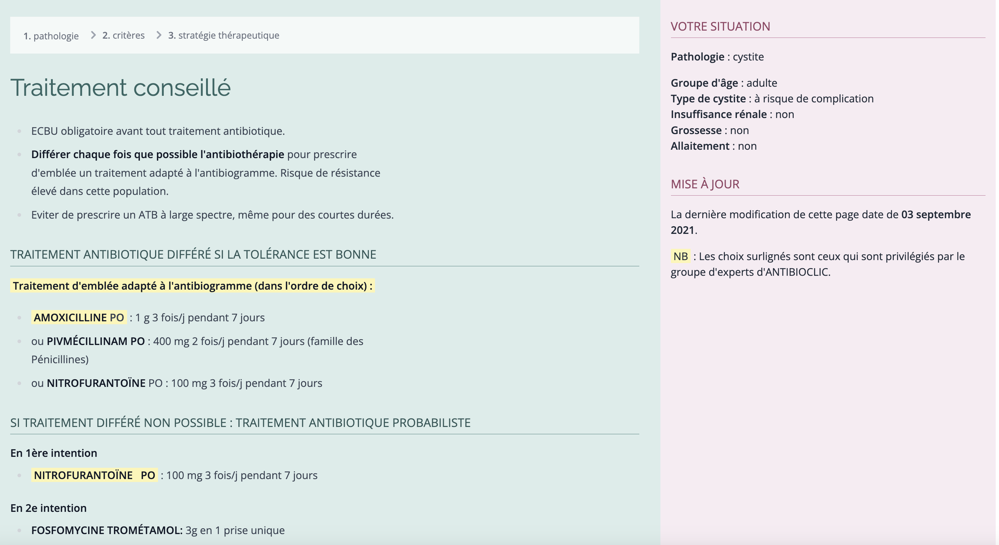 1. pathologie > 2. critères > 3. stratégie thérapeutique
Traitement conseillé
ECBU obligatoire avant tout traitement antibiotique.
Différer chaque fois que possible l'antibiothérapie pour prescrire
d'emblée un traitement adapté à l'antibiogramme. Risque de résistance
élevé dans cette population.
Eviter de prescrire un ATB à large spectre, même pour des courtes durées.
TRAITEMENT ANTIBIOTIQUE DIFFÉRÉ SI LA TOLÉRANCE EST BONNE
Traitement d'emblée adapté à l'antibiogramme (dans l'ordre de choix) :
AMOXICILLINE PO : 1 g 3 fois/j pendant 7 jours
ou PIVMÉCILLINAM PO : 400 mg 2 fois/j pendant 7 jours (famille des
Pénicillines)
ou NITROFURANTOÏNE PO : 100 mg 3 fois/j pendant 7 jours
SI TRAITEMENT DIFFÉRÉ NON POSSIBLE : TRAITEMENT ANTIBIOTIQUE PROBABILISTE
En 1ère intention
NITROFURANTOÏNE PO : 100 mg 3 fois/j pendant 7 jours
En 2e intention
FOSFOMYCINE TROMÉTAMOL: 3g en 1 prise unique
VOTRE SITUATION
Pathologie : cystite
Groupe d'âge : adulte
Type de cystite : à risque de complication
Insuffisance rénale : non
Grossesse : non
Allaitement : non
MISE À JOUR
La dernière modification de cette page date de 03 septembre
2021.
NB : Les choix surlignés sont ceux qui sont privilégiés par le
groupe d'experts d'ANTIBIOCLIC.